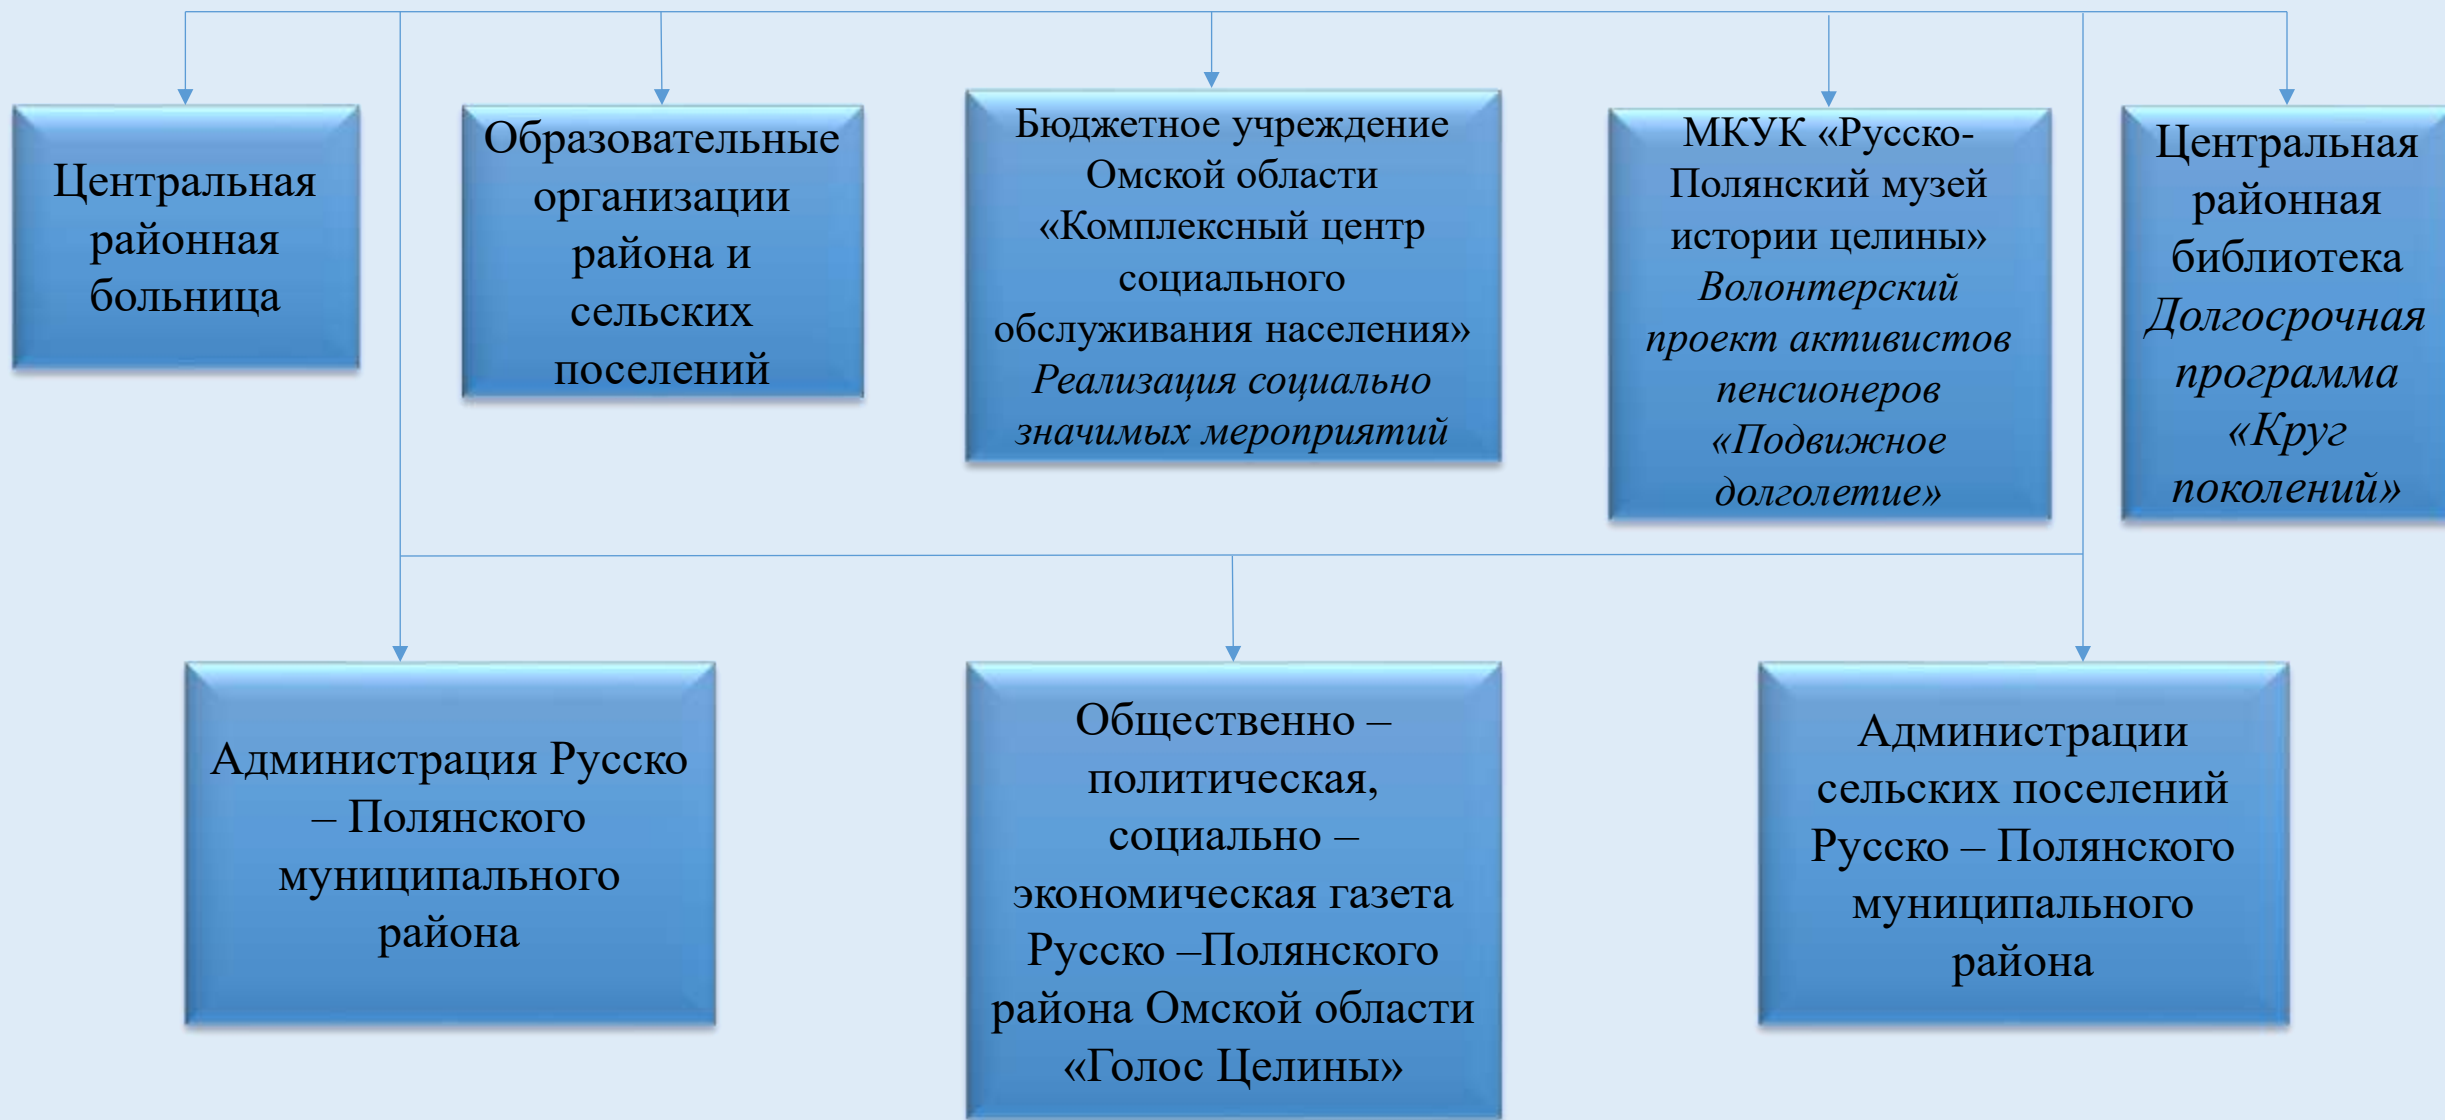 Центральная
районная
больница
Образовательные
организации
района и
сельских
поселений
Бюджетное учреждение
Омской области
«Комплексный центр
социального
обслуживания населения»
Реализация социально
значимых мероприятий
МКУК «Русско-
Полянский музей
истории целины»
Волонтерский
проект активистов
пенсионеров
«Подвижное
долголетие»
Центральная
районная
библиотека
Долгосрочная
программа
«Круг
поколений»
Администрация Русско
– Полянского
муниципального
района
Общественно –
политическая,
социально –
экономическая газета
Русско –Полянского
района Омской области
«Голос Целины»
Администрации
сельских поселений
Русско – Полянского
муниципального
района